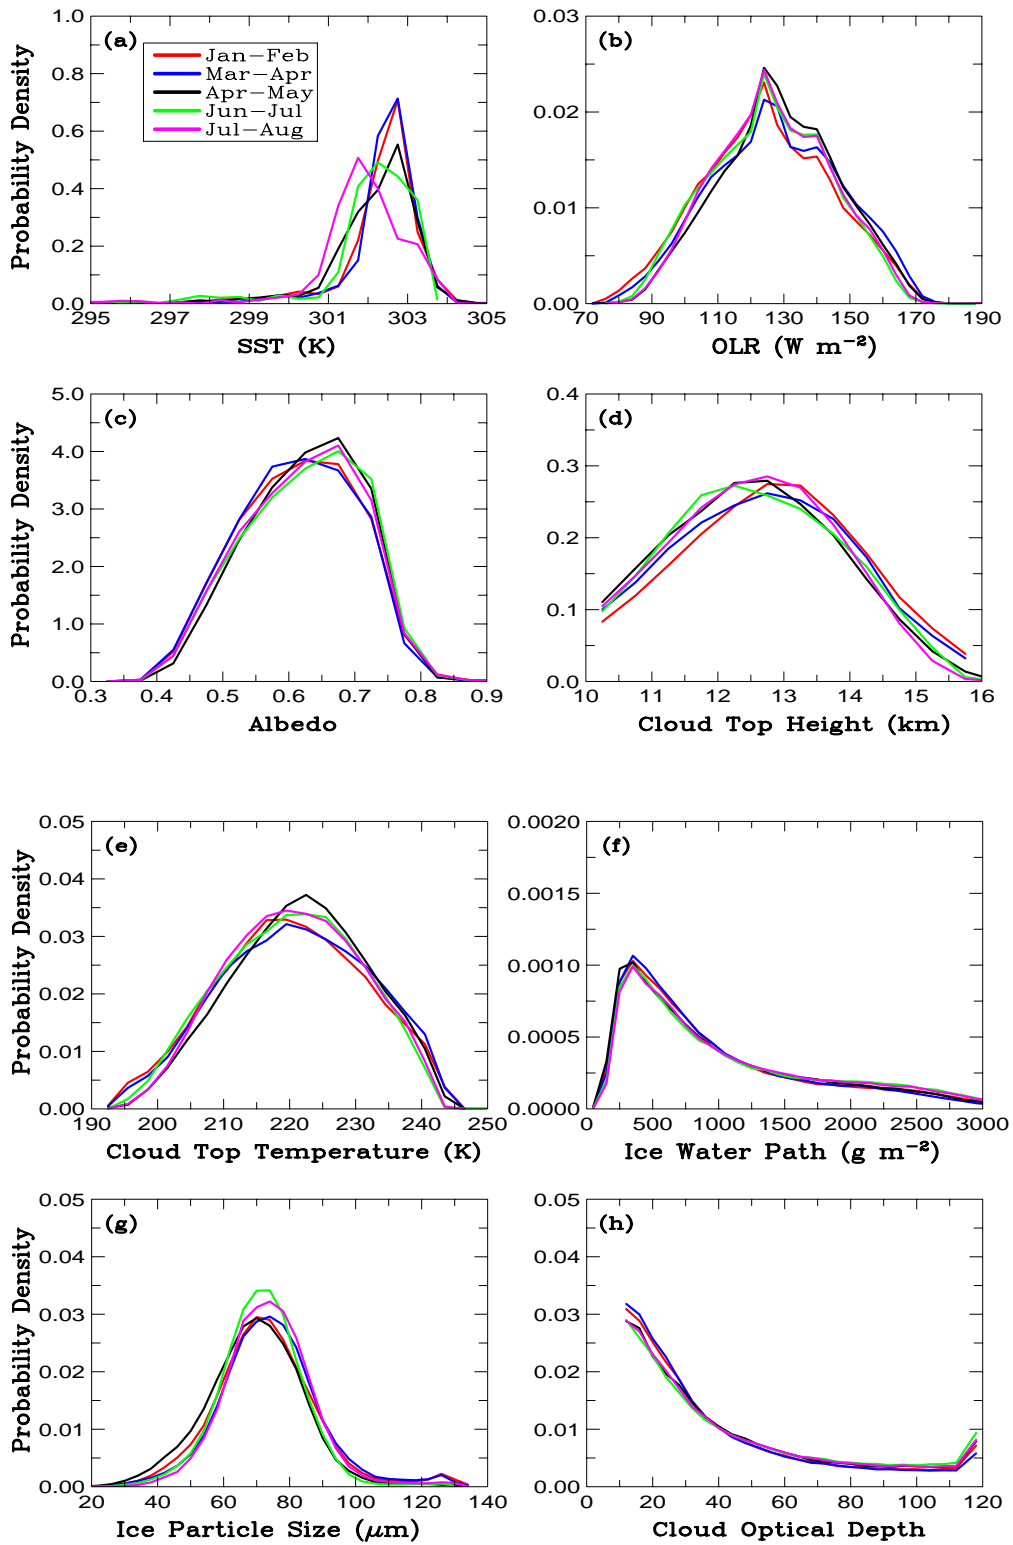 (a)
Jan-Feb
Mar-Apr
Apr-May
Jun-Jul
Jul-Aug
Probability Density
1.0
0.8
0.6
0.4
0.2
0.0
295 297 299 301 303 305
SST (K)
(b)
0.03
0.02
0.01
0.00
70 90 110 130 150 170 190
OLR (W m⁻²)
(c)
Probability Density
5.0
4.0
3.0
2.0
1.0
0.0
0.3 0.4 0.5 0.6 0.7 0.8 0.9
Albedo
(d)
0.4
0.3
0.2
0.1
0.0
10 11 12 13 14 15 16
Cloud Top Height (km)
(e)
Probability Density
0.05
0.04
0.03
0.02
0.01
0.00
190 200 210 220 230 240 250
Cloud Top Temperature (K)
(f)
0.0020
0.0015
0.0010
0.0005
0.0000
0 500 1000 1500 2000 2500 3000
Ice Water Path (g m⁻²)
(g)
Probability Density
0.05
0.04
0.03
0.02
0.01
0.00
20 40 60 80 100 120 140
Ice Particle Size (μm)
(h)
0.05
0.04
0.03
0.02
0.01
0.00
0 20 40 60 80 100 120
Cloud Optical Depth